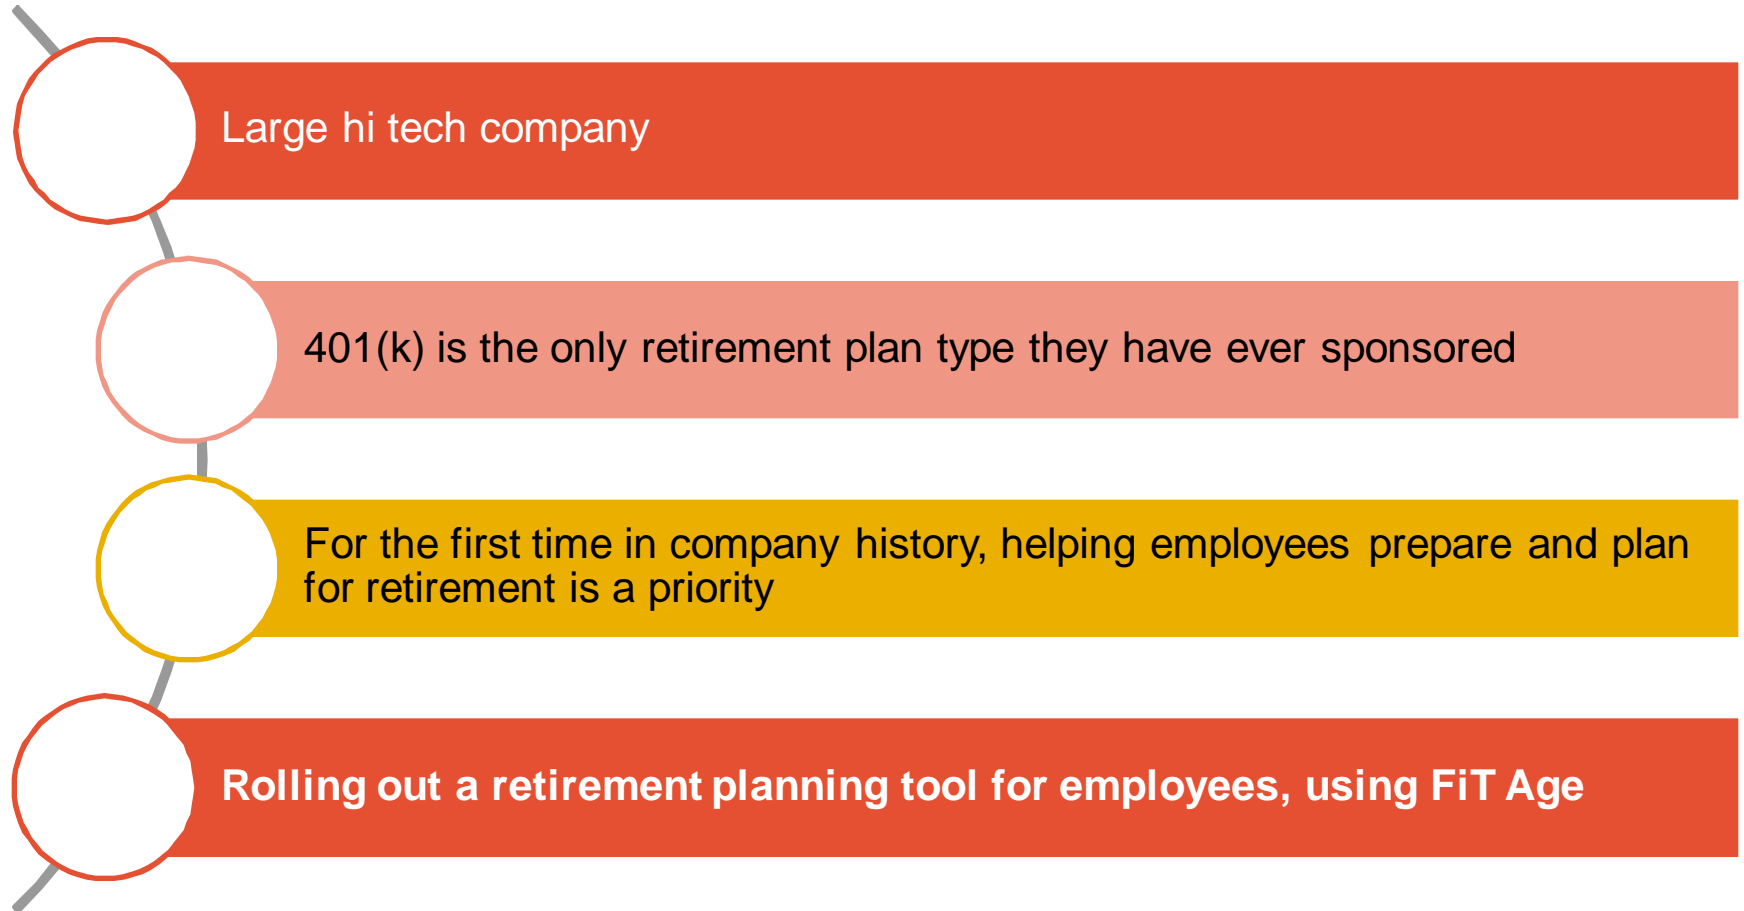 Large hi tech company
401(k) is the only retirement plan type they have ever sponsored
For the first time in company history, helping employees prepare and plan
for retirement is a priority
Rolling out a retirement planning tool for employees, using FiT Age